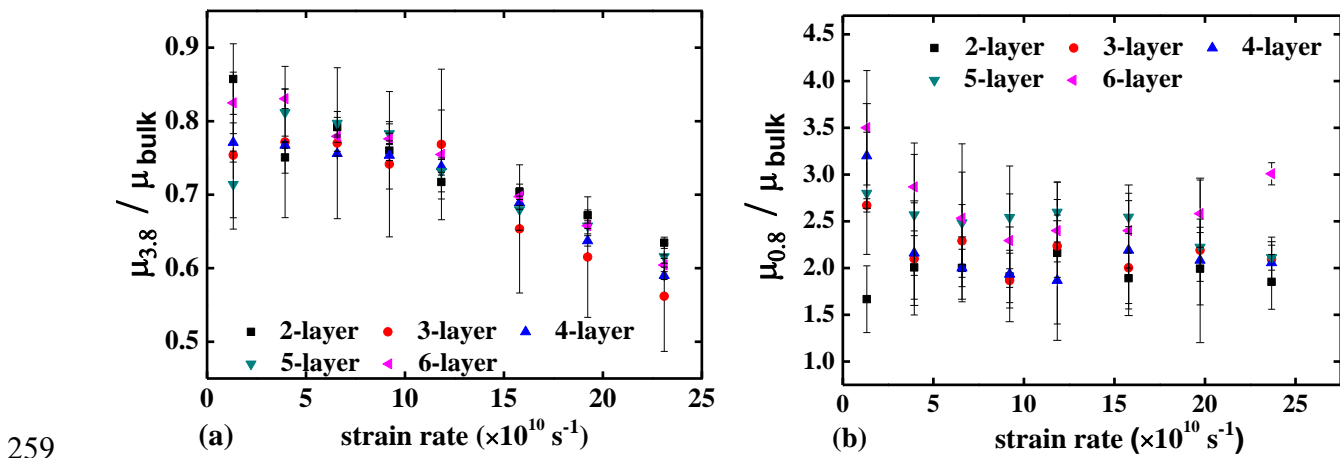 0.9
0.8
0.7
0.6
0.5
μ3.8 / μ bulk
2-layer 3-layer 4-layer
5-layer 6-layer
0 5 10 15 20 25
(a) strain rate (×10¹⁰ s⁻¹)
4.5
4.0
3.5
3.0
2.5
2.0
1.5
1.0
μ0.8 / μ bulk
2-layer 3-layer 4-layer
5-layer 6-layer
0 5 10 15 20 25
(b) strain rate (×10¹⁰ s⁻¹)
259